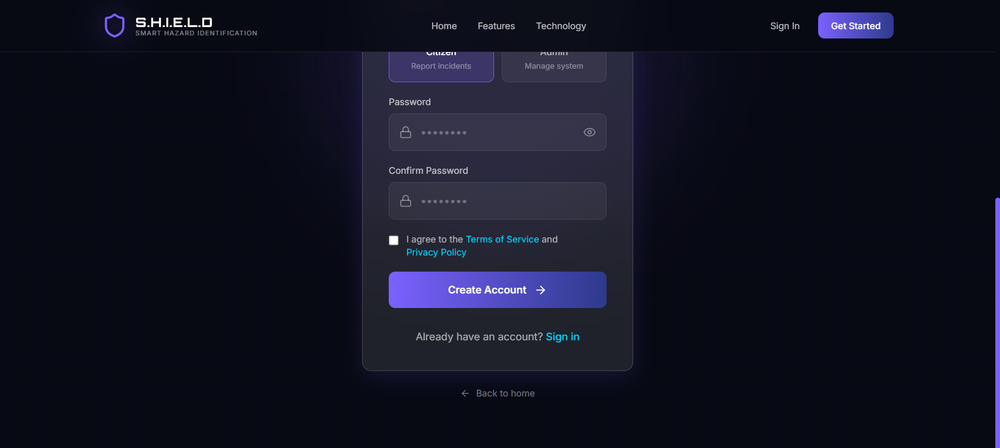 S.H.I.E.L.D
SMART HAZARD IDENTIFICATION
Home Features Technology
Sign In Get Started
Citizen Admin
Report incidents Manage system
Password
••••••••
Confirm Password
••••••••
I agree to the Terms of Service and
Privacy Policy
Create Account →
Already have an account? Sign in
← Back to home